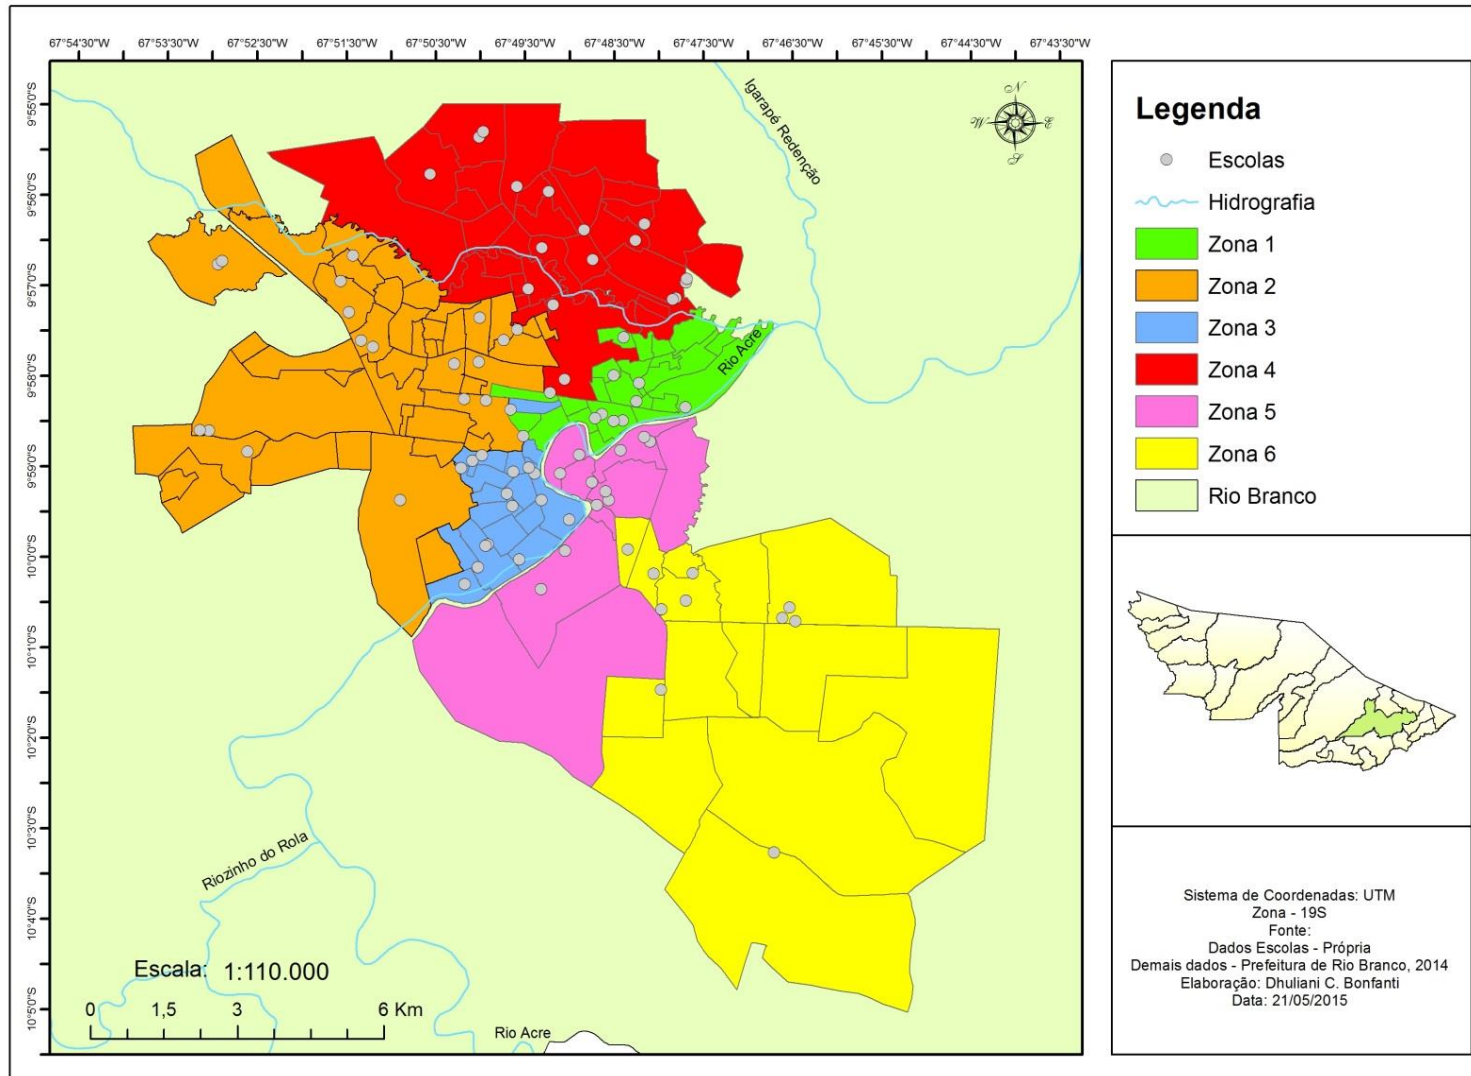 67°54'30"W 67°53'30"W 67°52'30"W 67°51'30"W 67°50'30"W 67°49'30"W 67°48'30"W 67°47'30"W 67°46'30"W 67°45'30"W 67°44'30"W 67°43'30"W
9°55'0"S
9°56'0"S
9°57'0"S
9°58'0"S
9°59'0"S
10°0'0"S
10°1'0"S
10°2'0"S
10°3'0"S
10°4'0"S
10°5'0"S
Igarapé Redenção
N
W E
S
Rio Acre
Riozinho do Rola
Escala: 1:110.000
0 1,5 3 6 Km
Rio Acre
Legenda
Escolas
Hidrografia
Zona 1
Zona 2
Zona 3
Zona 4
Zona 5
Zona 6
Rio Branco
Sistema de Coordenadas: UTM
Zona - 19S
Fonte:
Dados Escolas - Própria
Demais dados - Prefeitura de Rio Branco, 2014
Elaboração: Dhuliani C. Bonfanti
Data: 21/05/2015